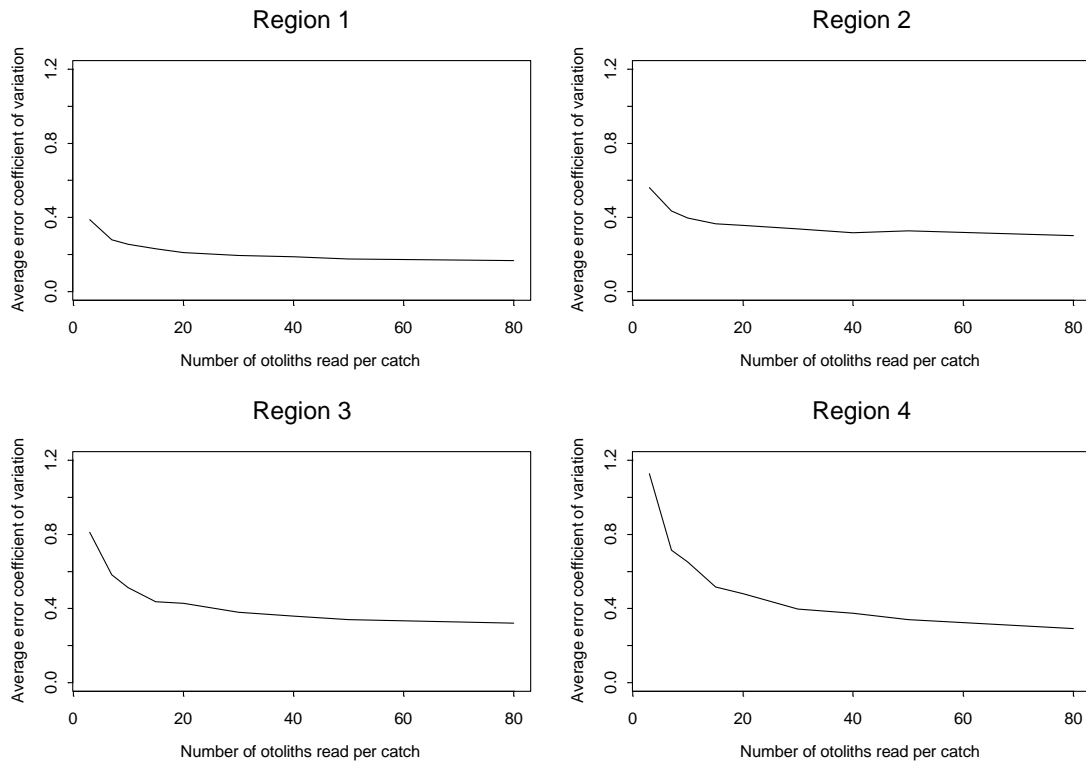 Region 1
Average error coefficient of variation
0.0 0.4 0.8 1.2
0 20 40 60 80
Number of otoliths read per catch
Region 2
Average error coefficient of variation
0.0 0.4 0.8 1.2
0 20 40 60 80
Number of otoliths read per catch
Region 3
Average error coefficient of variation
0.0 0.4 0.8 1.2
0 20 40 60 80
Number of otoliths read per catch
Region 4
Average error coefficient of variation
0.0 0.4 0.8 1.2
0 20 40 60 80
Number of otoliths read per catch